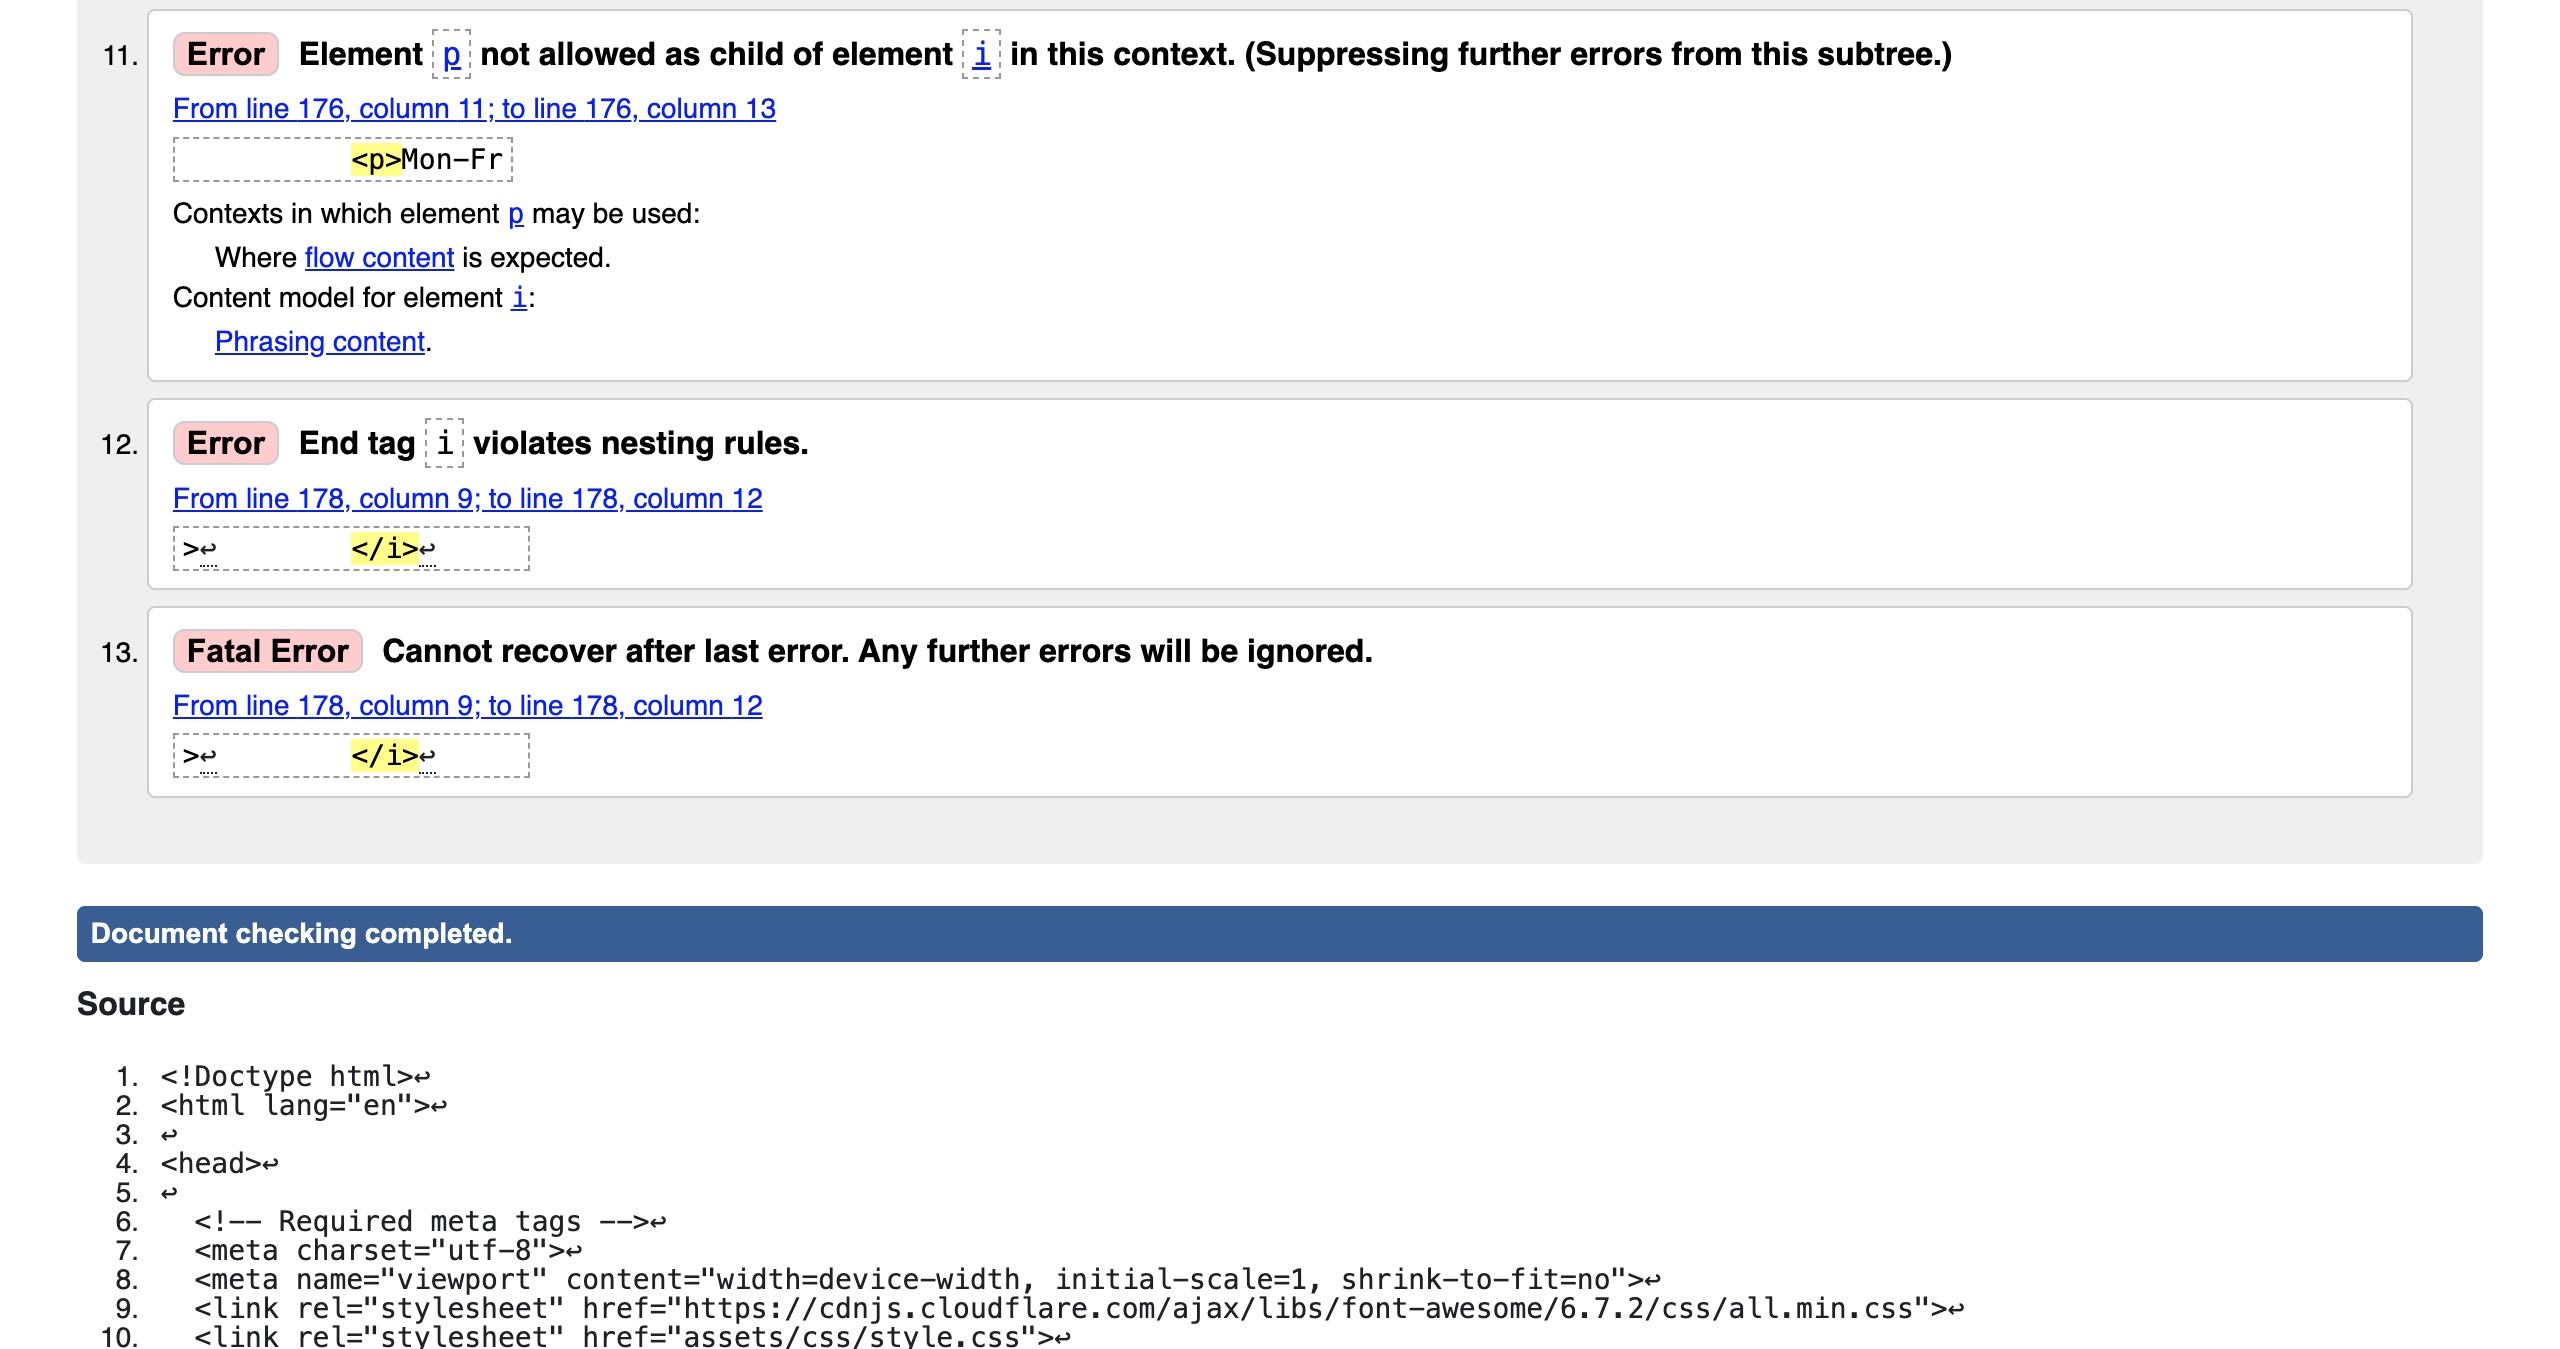 11. Error Element p not allowed as child of element i in this context. (Suppressing further errors from this subtree.)
From line 176, column 11; to line 176, column 13
<p>Mon–Fr
Contexts in which element p may be used:
Where flow content is expected.
Content model for element i:
Phrasing content.
12. Error End tag i violates nesting rules.
From line 178, column 9; to line 178, column 12
>↩ </i>↩
13. Fatal Error Cannot recover after last error. Any further errors will be ignored.
From line 178, column 9; to line 178, column 12
>↩ </i>↩
Document checking completed.
Source
1. <!Doctype html>↩
2. <html lang="en">↩
3. ↩
4. <head>↩
5. ↩
6. <!-- Required meta tags -->↩
7. <meta charset="utf-8">↩
8. <meta name="viewport" content="width=device-width, initial-scale=1, shrink-to-fit=no">↩
9. <link rel="stylesheet" href="https://cdnjs.cloudflare.com/ajax/libs/font-awesome/6.7.2/css/all.min.css">↩
10. <link rel="stylesheet" href="assets/css/style.css">↩